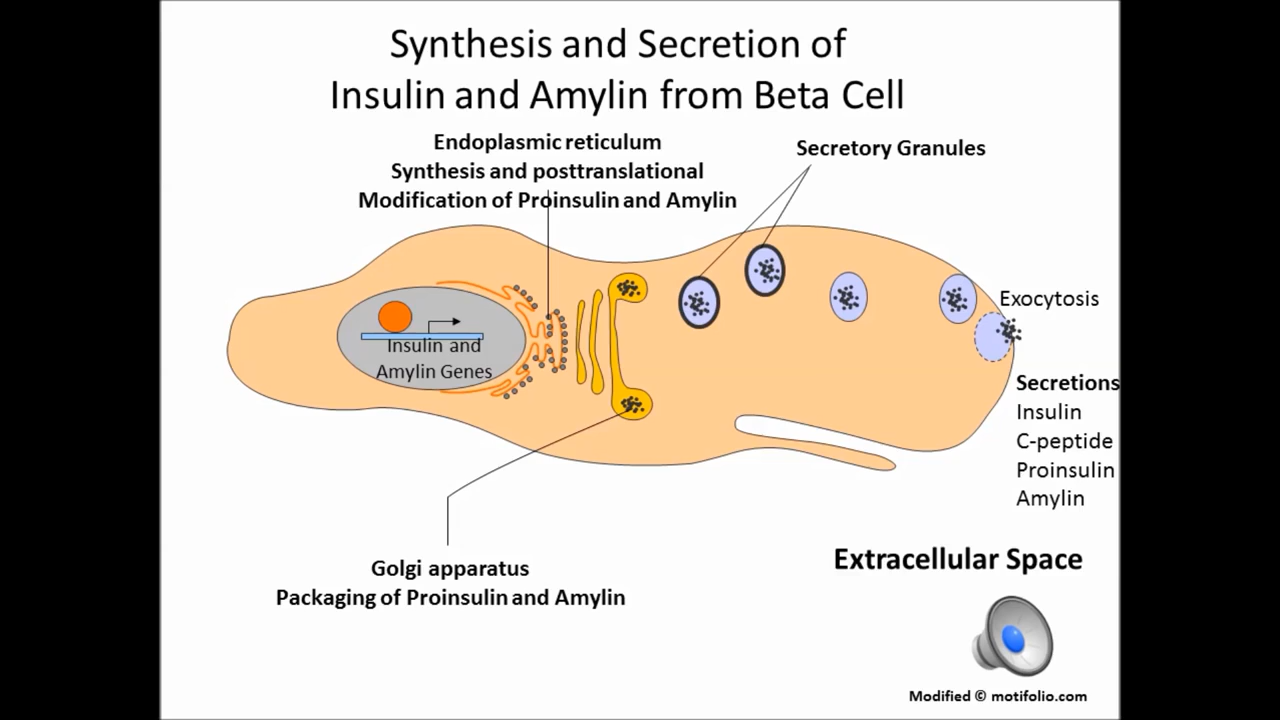 Synthesis and Secretion of
Insulin and Amylin from Beta Cell
Endoplasmic reticulum
Synthesis and posttranslational
Modification of Proinsulin and Amylin
Secretory Granules
Insulin and
Amylin Genes
Exocytosis
Secretions
Insulin
C-peptide
Proinsulin
Amylin
Golgi apparatus
Packaging of Proinsulin and Amylin
Extracellular Space
Modified © motifolio.com